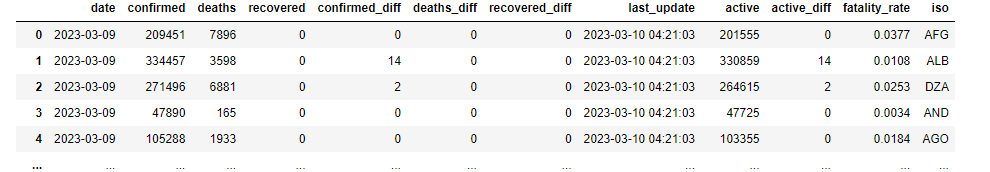 date confirmed deaths recovered confirmed_diff deaths_diff recovered_diff last_update active active_diff fatality_rate iso
0 2023-03-09 209451 7896 0 0 0 0 2023-03-10 04:21:03 201555 0 0.0377 AFG
1 2023-03-09 334457 3598 0 14 0 0 2023-03-10 04:21:03 330859 14 0.0108 ALB
2 2023-03-09 271496 6881 0 2 0 0 2023-03-10 04:21:03 264615 2 0.0253 DZA
3 2023-03-09 47890 165 0 0 0 0 2023-03-10 04:21:03 47725 0 0.0034 AND
4 2023-03-09 105288 1933 0 0 0 0 2023-03-10 04:21:03 103355 0 0.0184 AGO
... ... ... ... ... ... ... ... ... ... ... ... ...